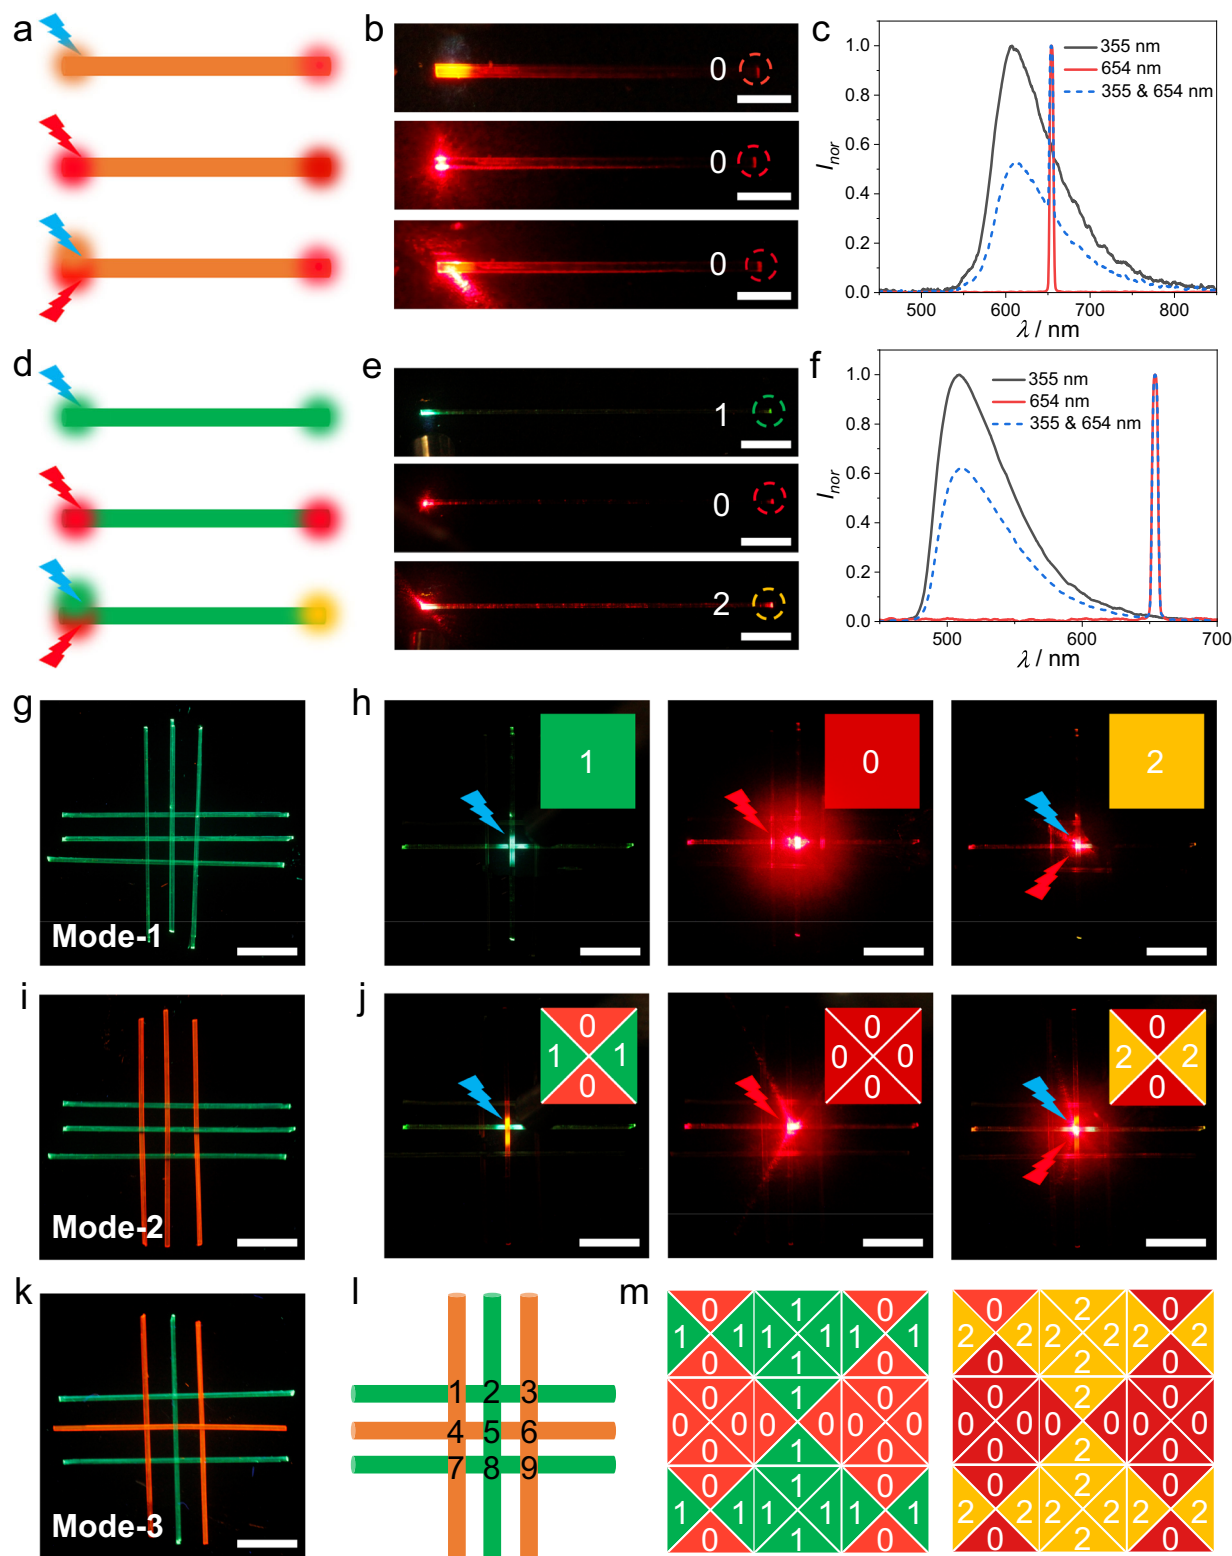 a
b
0
0
0
c
355 nm
654 nm
355 & 654 nm
I_nor
1.0
0.8
0.6
0.4
0.2
0.0
500 600 700 800
λ / nm
d
e
1
0
2
f
355 nm
654 nm
355 & 654 nm
I_nor
1.0
0.8
0.6
0.4
0.2
0.0
500 600 700
λ / nm
g
Mode-1
h
1
0
2
i
Mode-2
j
0
1 1
0
0
0 0
0
0
2 2
0
k
Mode-3
l
1 2 3
4 5 6
7 8 9
m
0 1 0
1 1 1 1 1 1
0 1 0
0 1 0
0 0 0 0 0 0
0 1 0
0 1 0
1 1 1 1 1 1
0 1 0
0 2 0
2 2 2 2 2 2
0 2 0
0 2 0
0 0 0 0 0 0
0 2 0
0 2 0
2 2 2 2 2 2
0 2 0